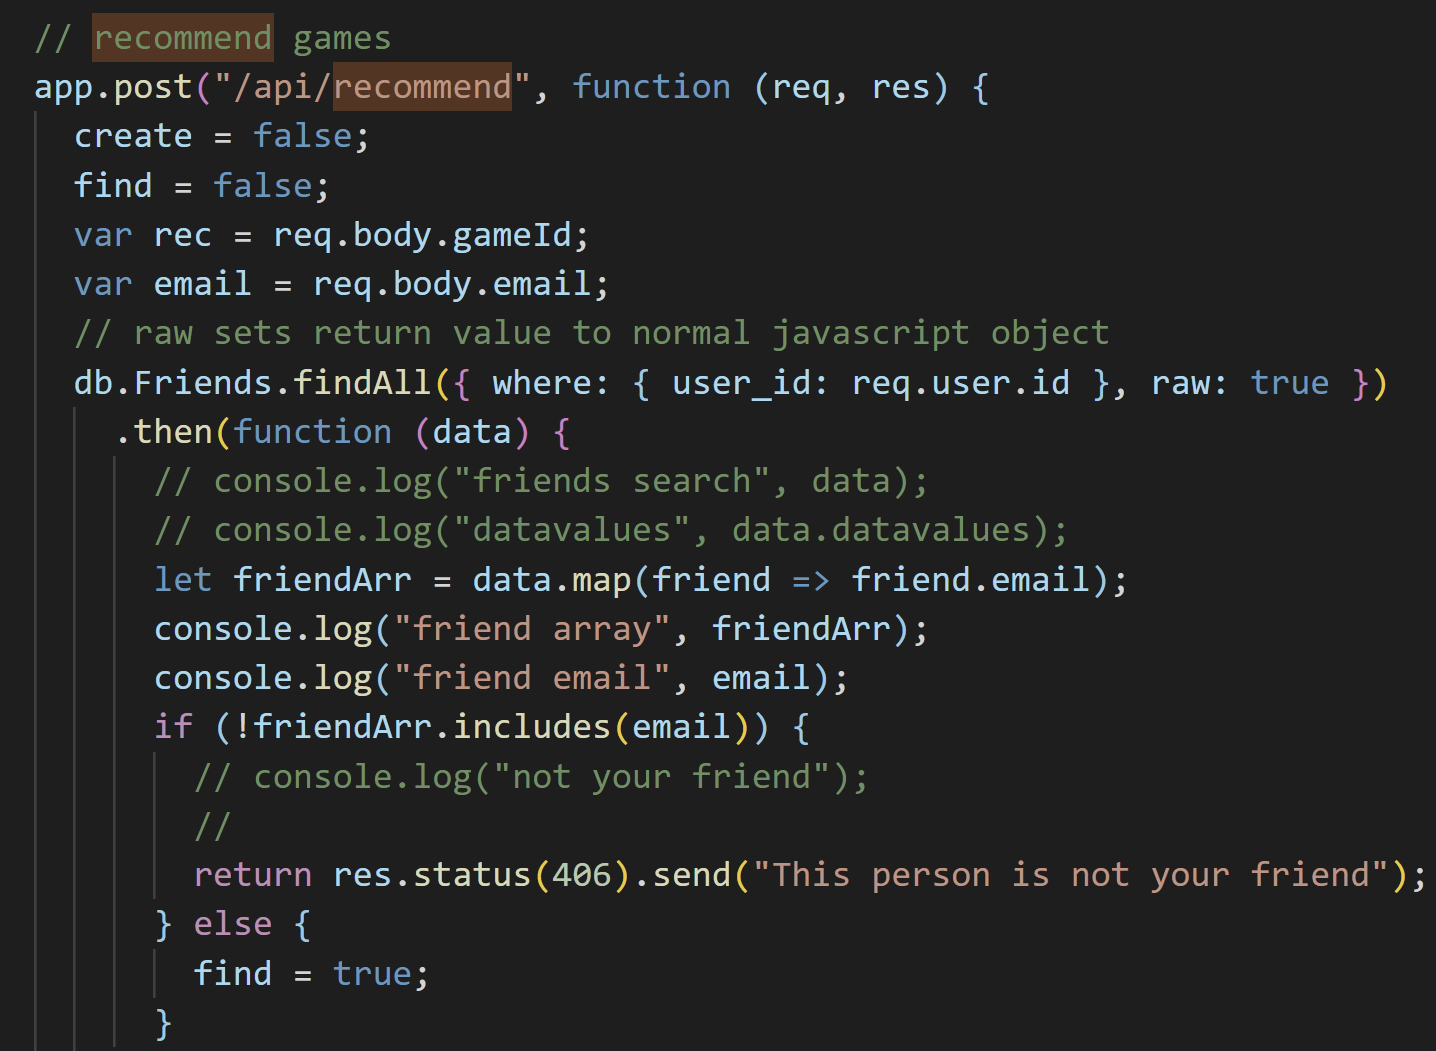 // recommend games
app.post("/api/recommend", function (req, res) {
create = false;
find = false;
var rec = req.body.gameId;
var email = req.body.email;
// raw sets return value to normal javascript object
db.Friends.findAll({ where: { user_id: req.user.id }, raw: true })
.then(function (data) {
// console.log("friends search", data);
// console.log("datavalues", data.datavalues);
let friendArr = data.map(friend => friend.email);
console.log("friend array", friendArr);
console.log("friend email", email);
if (!friendArr.includes(email)) {
// console.log("not your friend");
//
return res.status(406).send("This person is not your friend");
} else {
find = true;
}